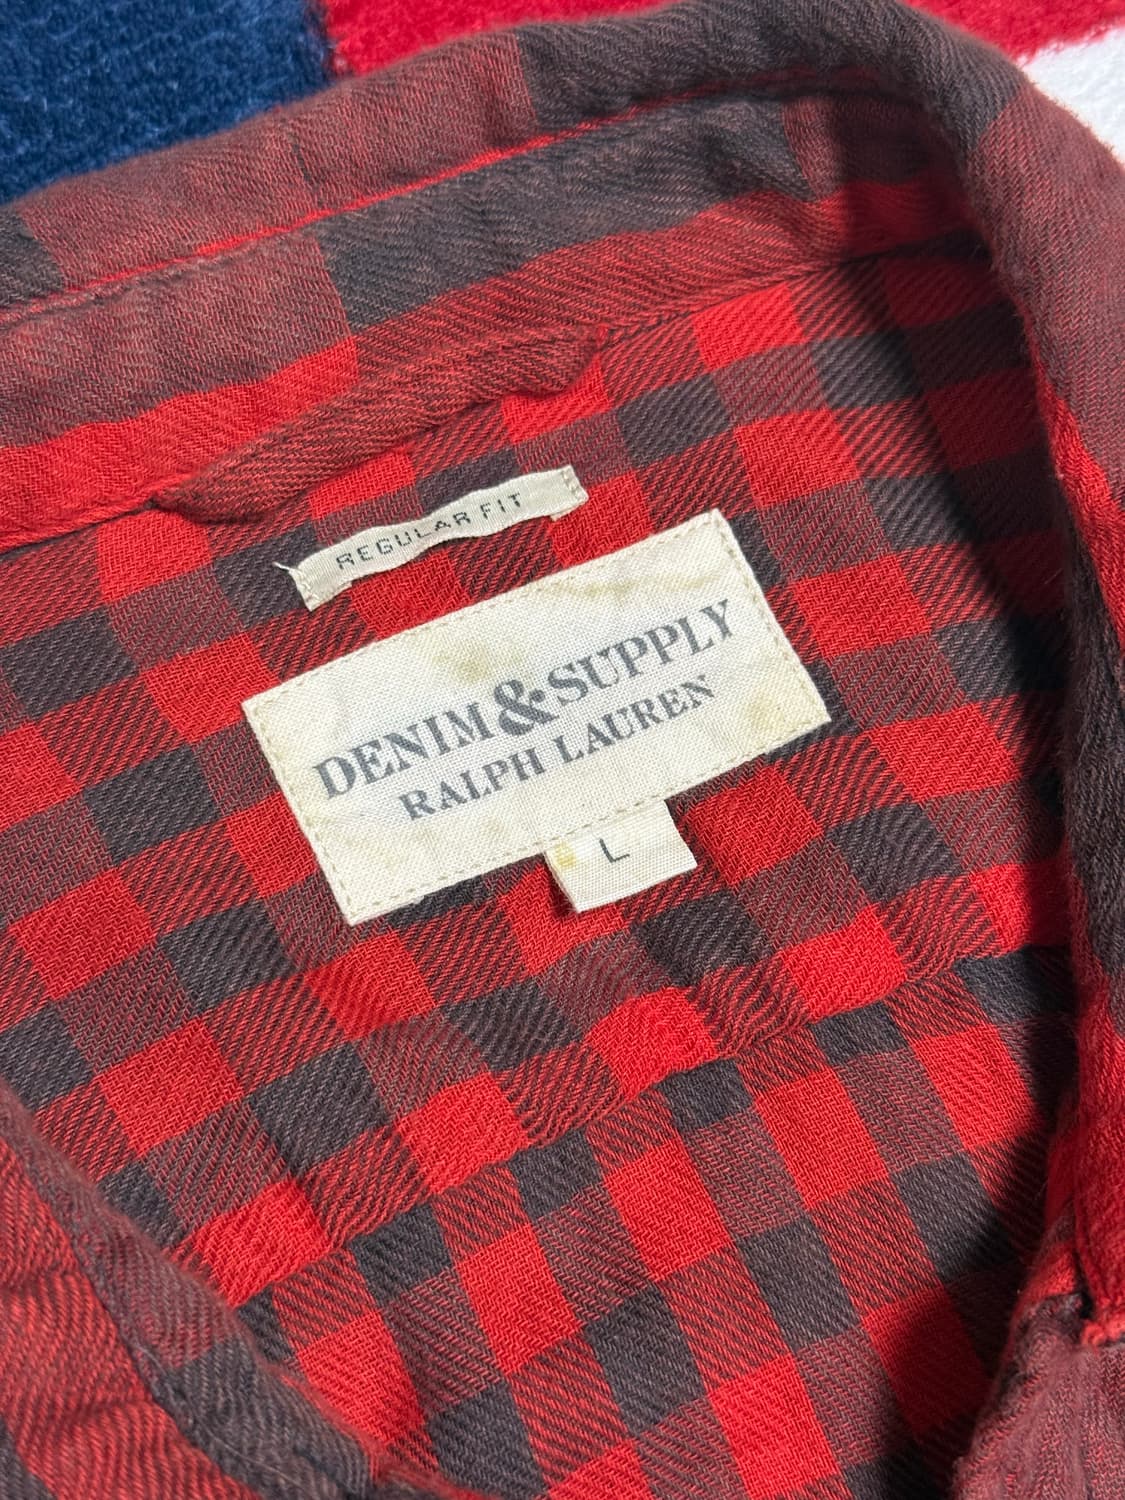 REGULAR FIT
DENIM & SUPPLY
RALPH LAUREN
L